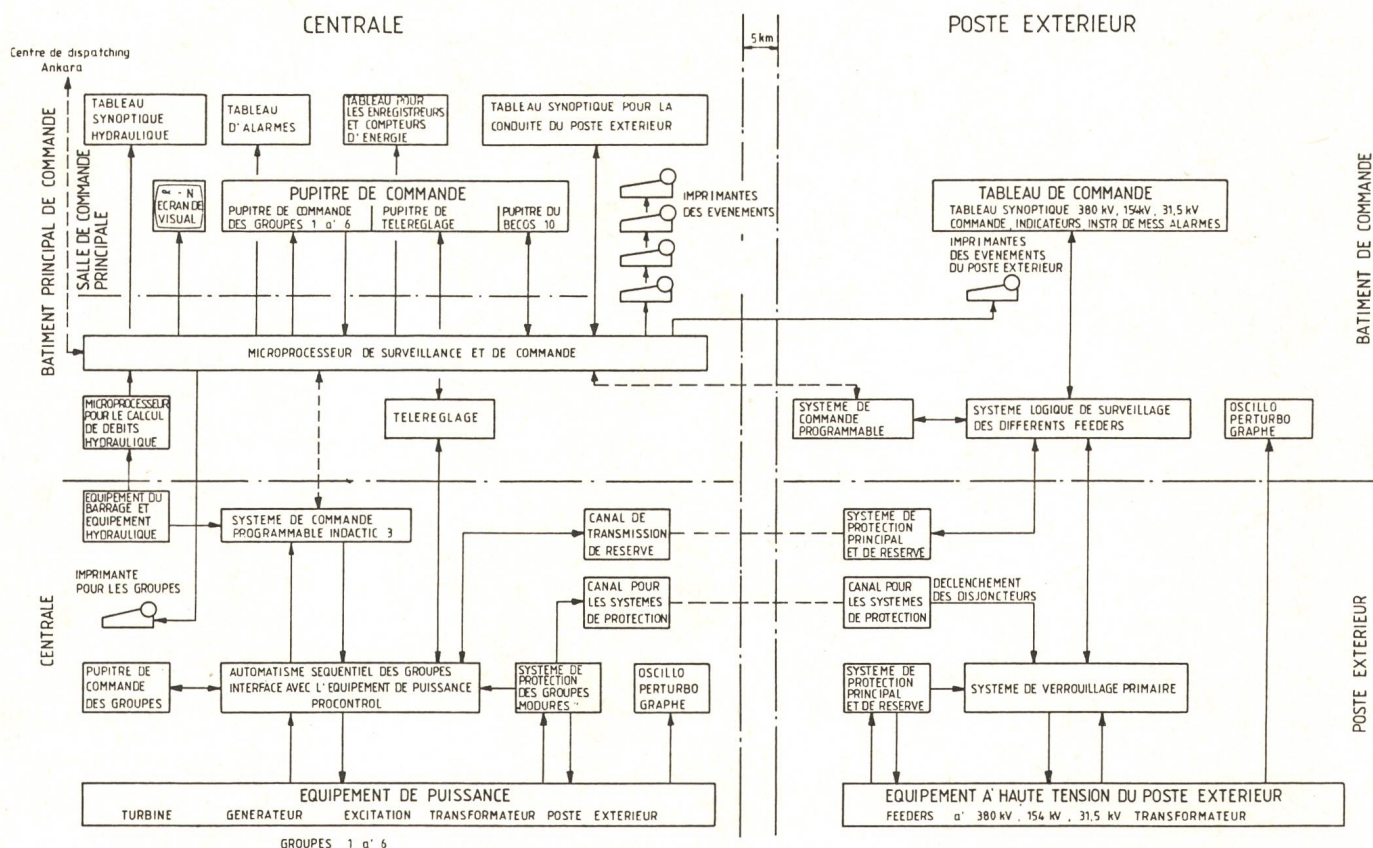 CENTRALE
5 km
POSTE EXTERIEUR
Centre de dispatching
Ankara
BATIMENT PRINCIPAL DE COMMANDE
SALLE DE COMMANDE
PRINCIPALE
TABLEAU
SYNOPTIQUE
HYDRAULIQUE
TABLEAU
D'ALARMES
TABLEAU POUR
LES ENREGISTREURS
ET COMPTEURS
D'ENERGIE
TABLEAU SYNOPTIQUE POUR LA
CONDUITE DU POSTE EXTERIEUR
∝ - N
ECRAN DE
VISUAL
PUPITRE DE COMMANDE
PUPITRE DE COMMANDE
DES GROUPES 1 a' 6
PUPITRE DE
TELEREGLAGE
PUPITRE DU
BECOS 10
IMPRIMANTES
DES EVENEMENTS
TABLEAU DE COMMANDE
TABLEAU SYNOPTIQUE 380 kV, 154kV, 31,5 kV
COMMANDE, INDICATEURS INSTR DE MESS ALARMES
IMPRIMANTES
DES EVENEMENTS
DU POSTE EXTERIEUR
BATIMENT DE COMMANDE
MICROPROCESSEUR DE SURVEILLANCE ET DE COMMANDE
MICROPROCESSEUR
POUR LE CALCUL
DE DEBITS
HYDRAULIQUE
TELEREGLAGE
SYSTEME DE
COMMANDE
PROGRAMMABLE
SYSTEME LOGIQUE DE SURVEILLAGE
DES DIFFERENTS FEEDERS
OSCILLO
PERTURBO
GRAPHE
CENTRALE
EQUIPEMENT DU
BARRAGE ET
EQUIPEMENT
HYDRAULIQUE
SYSTEME DE COMMANDE
PROGRAMMABLE INDACTIC 3
CANAL DE
TRANSMISSION
DE RESERVE
SYSTEME DE
PROTECTION
PRINCIPAL
ET DE RESERVE
IMPRIMANTE
POUR LES GROUPES
CANAL POUR
LES SYSTEMES
DE PROTECTION
CANAL POUR
LES SYSTEMES
DE PROTECTION
DECLENCHEMENT
DES DISJONCTEURS
PUPITRE DE
COMMANDE
DES GROUPES
AUTOMATISME SEQUENTIEL DES GROUPES
INTERFACE AVEC L'EQUIPEMENT DE PUISSANCE
PROCONTROL
SYSTEME DE
PROTECTION
DES GROUPES
"MODURES"
OSCILLO
PERTURBO
GRAPHE
SYSTEME DE
PROTECTION
PRINCIPAL
ET DE RESERVE
SYSTEME DE VERROUILLAGE PRIMAIRE
POSTE EXTERIEUR
EQUIPEMENT DE PUISSANCE
TURBINE GENERATEUR EXCITATION TRANSFORMATEUR POSTE EXTERIEUR
GROUPES 1 a' 6
EQUIPEMENT A' HAUTE TENSION DU POSTE EXTERIEUR
FEEDERS a' 380 kV, 154 kV, 31,5 kV TRANSFORMATEUR